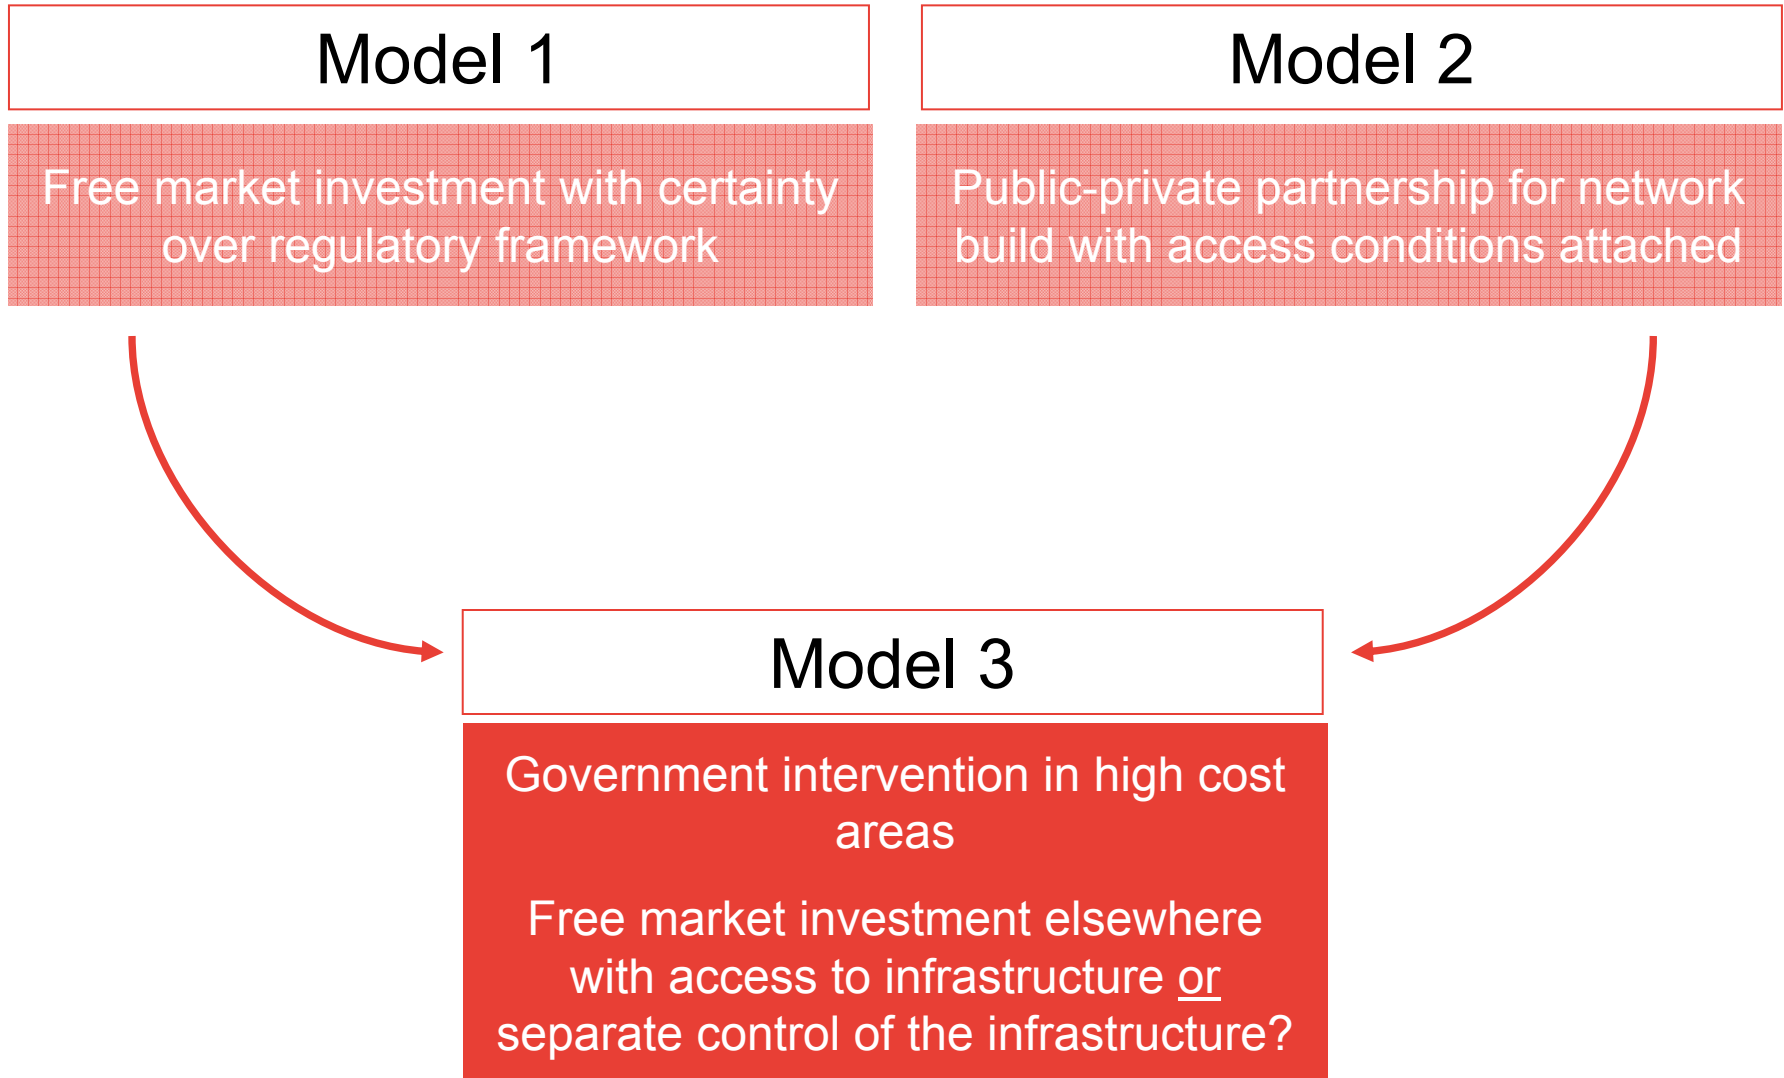 Model 1
Free market investment with certainty
over regulatory framework
Model 2
Public-private partnership for network
build with access conditions attached
Model 3
Government intervention in high cost
areas
Free market investment elsewhere
with access to infrastructure or
separate control of the infrastructure?